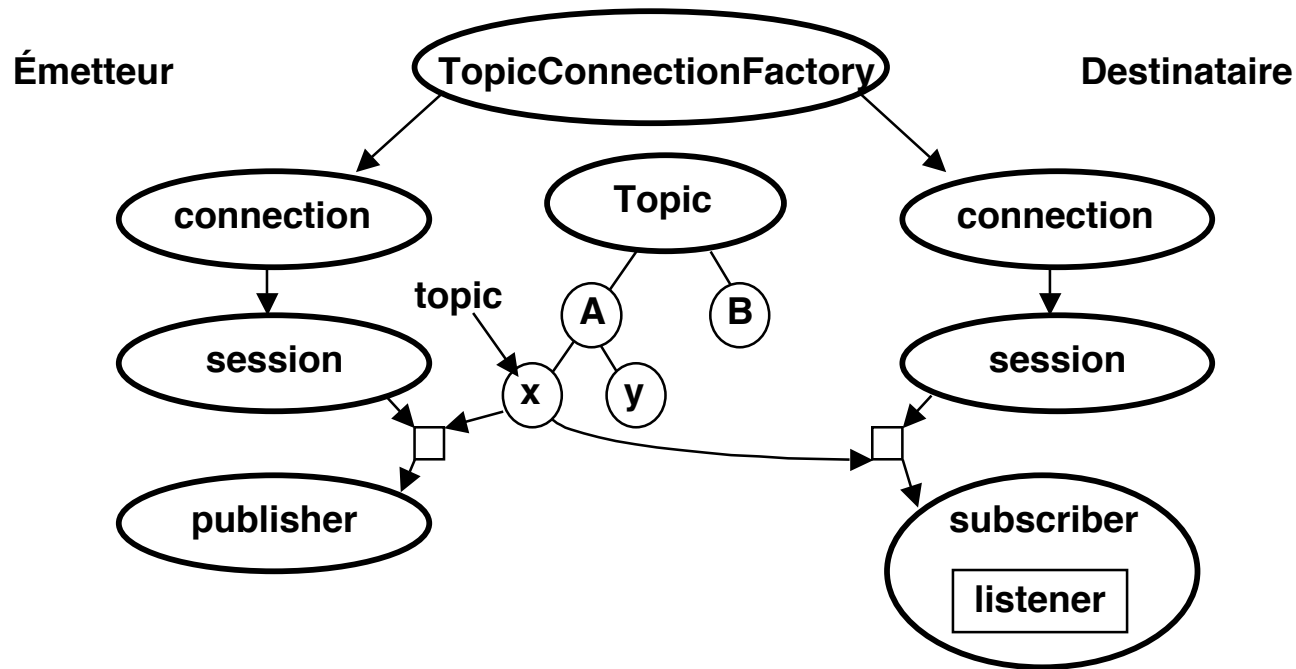 Émetteur
TopicConnectionFactory
Destinataire
connection
Topic
connection
topic
A
B
session
x
y
session
publisher
subscriber
listener